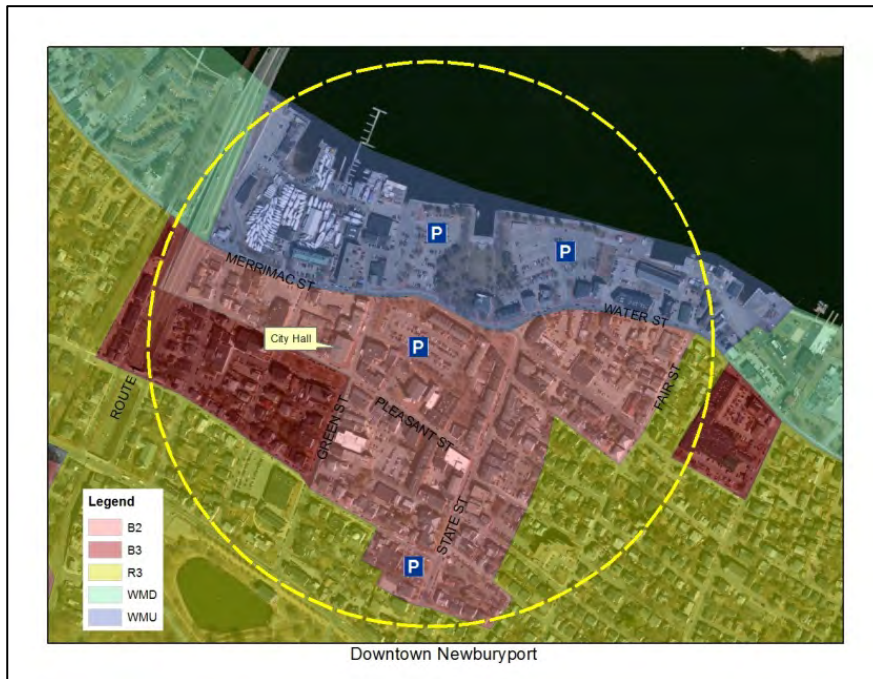 P
P
MERRIMAC ST
WATER ST
City Hall
P
FAIR ST
ROUTE
GREEN ST
PLEASANT ST
STATE ST
P
Legend
B2
B3
R3
WMD
WMU
Downtown Newburyport